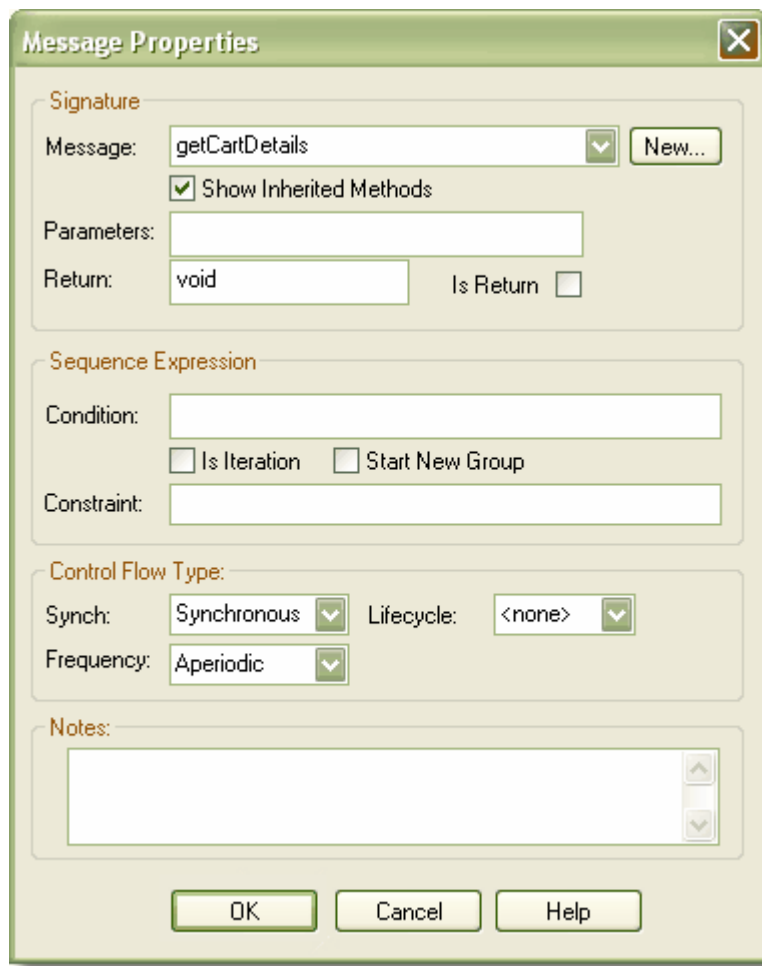 Message Properties
Signature
Message: getCartDetails New...
Show Inherited Methods
Parameters:
Return: void Is Return
Sequence Expression
Condition:
Is Iteration Start New Group
Constraint:
Control Flow Type:
Synch: Synchronous Lifecycle: <none>
Frequency: Aperiodic
Notes:
OK Cancel Help